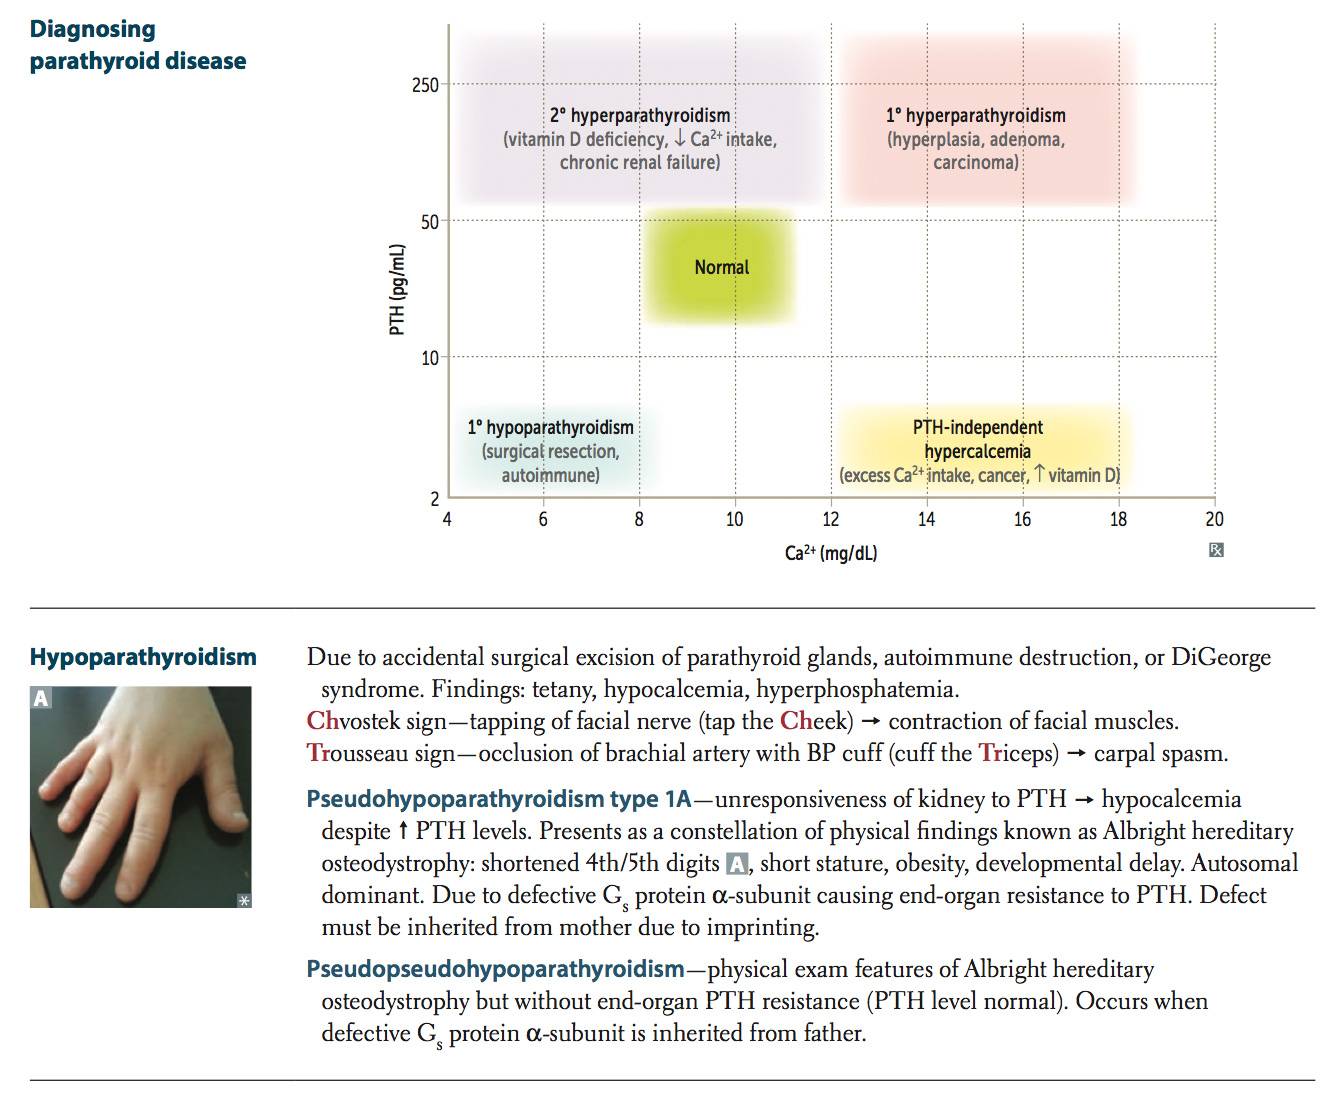 Diagnosing
parathyroid disease
250
2° hyperparathyroidism
(vitamin D deficiency, ↓ Ca²⁺ intake,
chronic renal failure)
1° hyperparathyroidism
(hyperplasia, adenoma,
carcinoma)
50
Normal
PTH (pg/mL)
10
1° hypoparathyroidism
(surgical resection,
autoimmune)
PTH-independent
hypercalcemia
(excess Ca²⁺ intake, cancer, ↑ vitamin D)
2
4 6 8 10 12 14 16 18 20
Ca²⁺ (mg/dL)
Rx
Hypoparathyroidism
A
Due to accidental surgical excision of parathyroid glands, autoimmune destruction, or DiGeorge
syndrome. Findings: tetany, hypocalcemia, hyperphosphatemia.
Chvostek sign—tapping of facial nerve (tap the Cheek) → contraction of facial muscles.
Trousseau sign—occlusion of brachial artery with BP cuff (cuff the Triceps) → carpal spasm.
Pseudohypoparathyroidism type 1A—unresponsiveness of kidney to PTH → hypocalcemia
despite ↑ PTH levels. Presents as a constellation of physical findings known as Albright hereditary
osteodystrophy: shortened 4th/5th digits A, short stature, obesity, developmental delay. Autosomal
dominant. Due to defective Gₛ protein α-subunit causing end-organ resistance to PTH. Defect
must be inherited from mother due to imprinting.
Pseudopseudohypoparathyroidism—physical exam features of Albright hereditary
osteodystrophy but without end-organ PTH resistance (PTH level normal). Occurs when
defective Gₛ protein α-subunit is inherited from father.